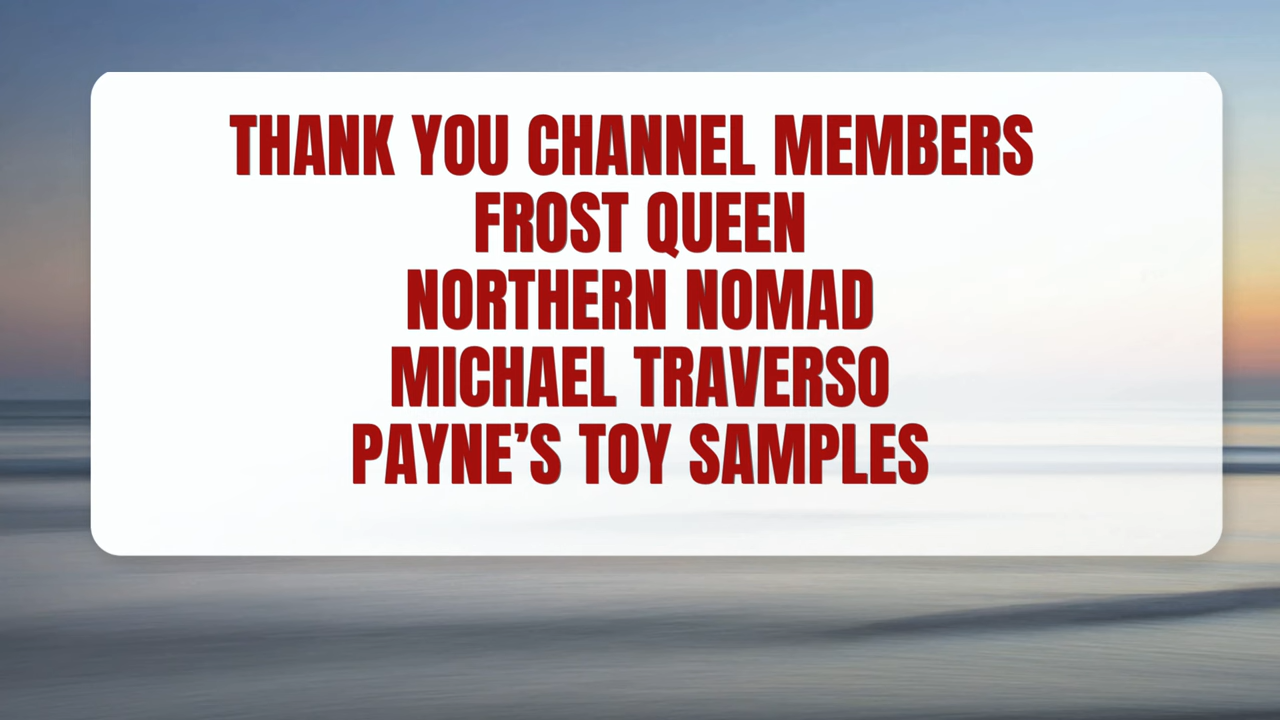 THANK YOU CHANNEL MEMBERS
FROST QUEEN
NORTHERN NOMAD
MICHAEL TRAVERSO
PAYNE’S TOY SAMPLES